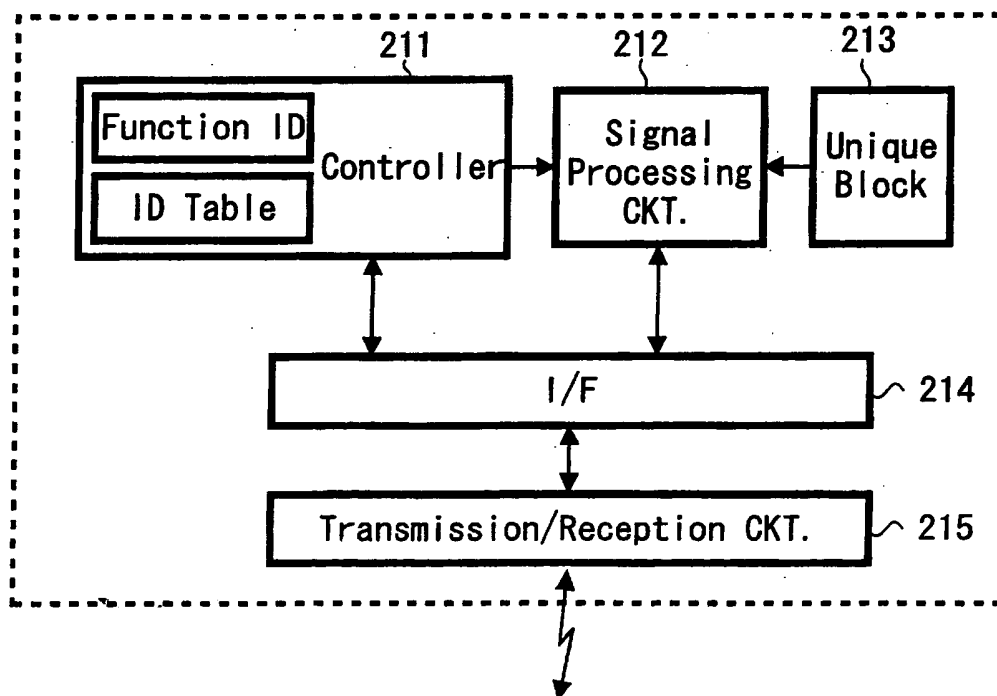 211
212
213
Function ID
ID Table
Controller
Signal
Processing
CKT.
Unique
Block
I/F
214
Transmission/Reception CKT.
215